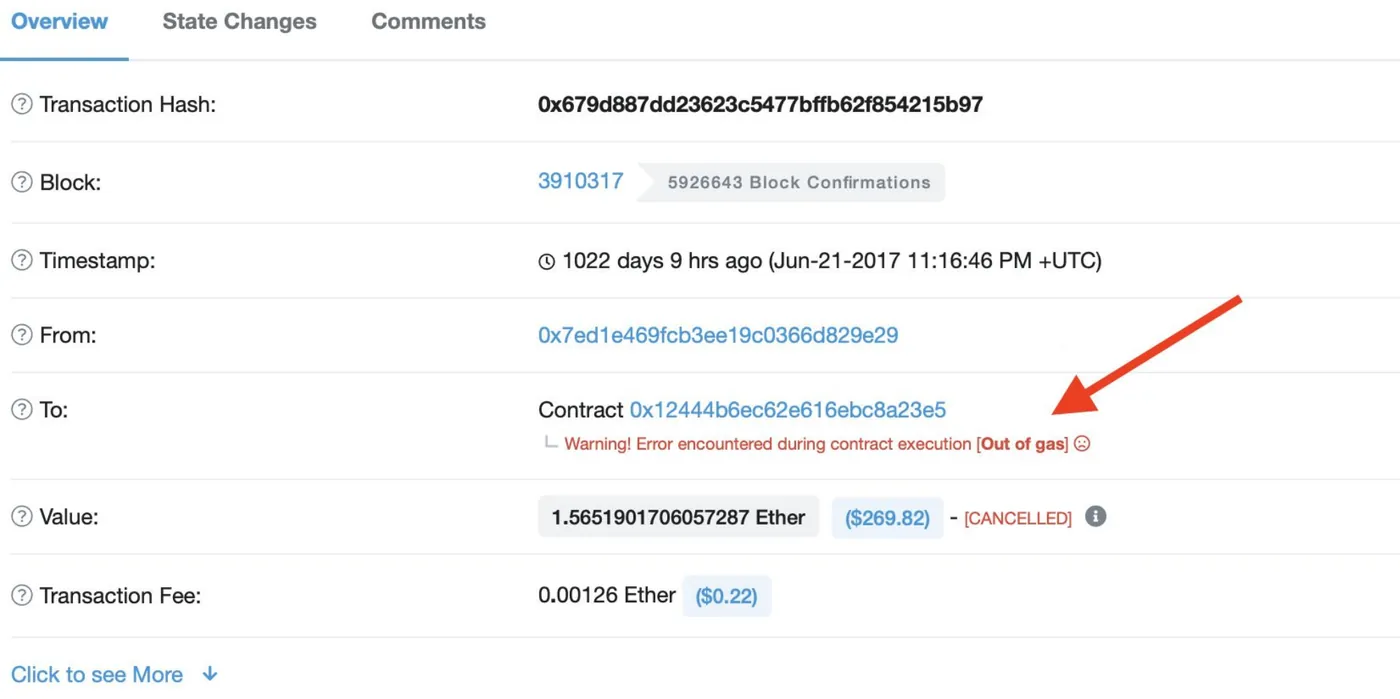 Overview State Changes Comments
Transaction Hash: 0x679d887dd23623c5477bffb62f854215b97
Block: 3910317 5926643 Block Confirmations
Timestamp: 1022 days 9 hrs ago (Jun-21-2017 11:16:46 PM +UTC)
From: 0x7ed1e469fcb3ee19c0366d829e29
To: Contract 0x12444b6ec62e616ebc8a23e5
Warning! Error encountered during contract execution [Out of gas]
Value: 1.5651901706057287 Ether ($269.82) - [CANCELLED]
Transaction Fee: 0.00126 Ether ($0.22)
Click to see More